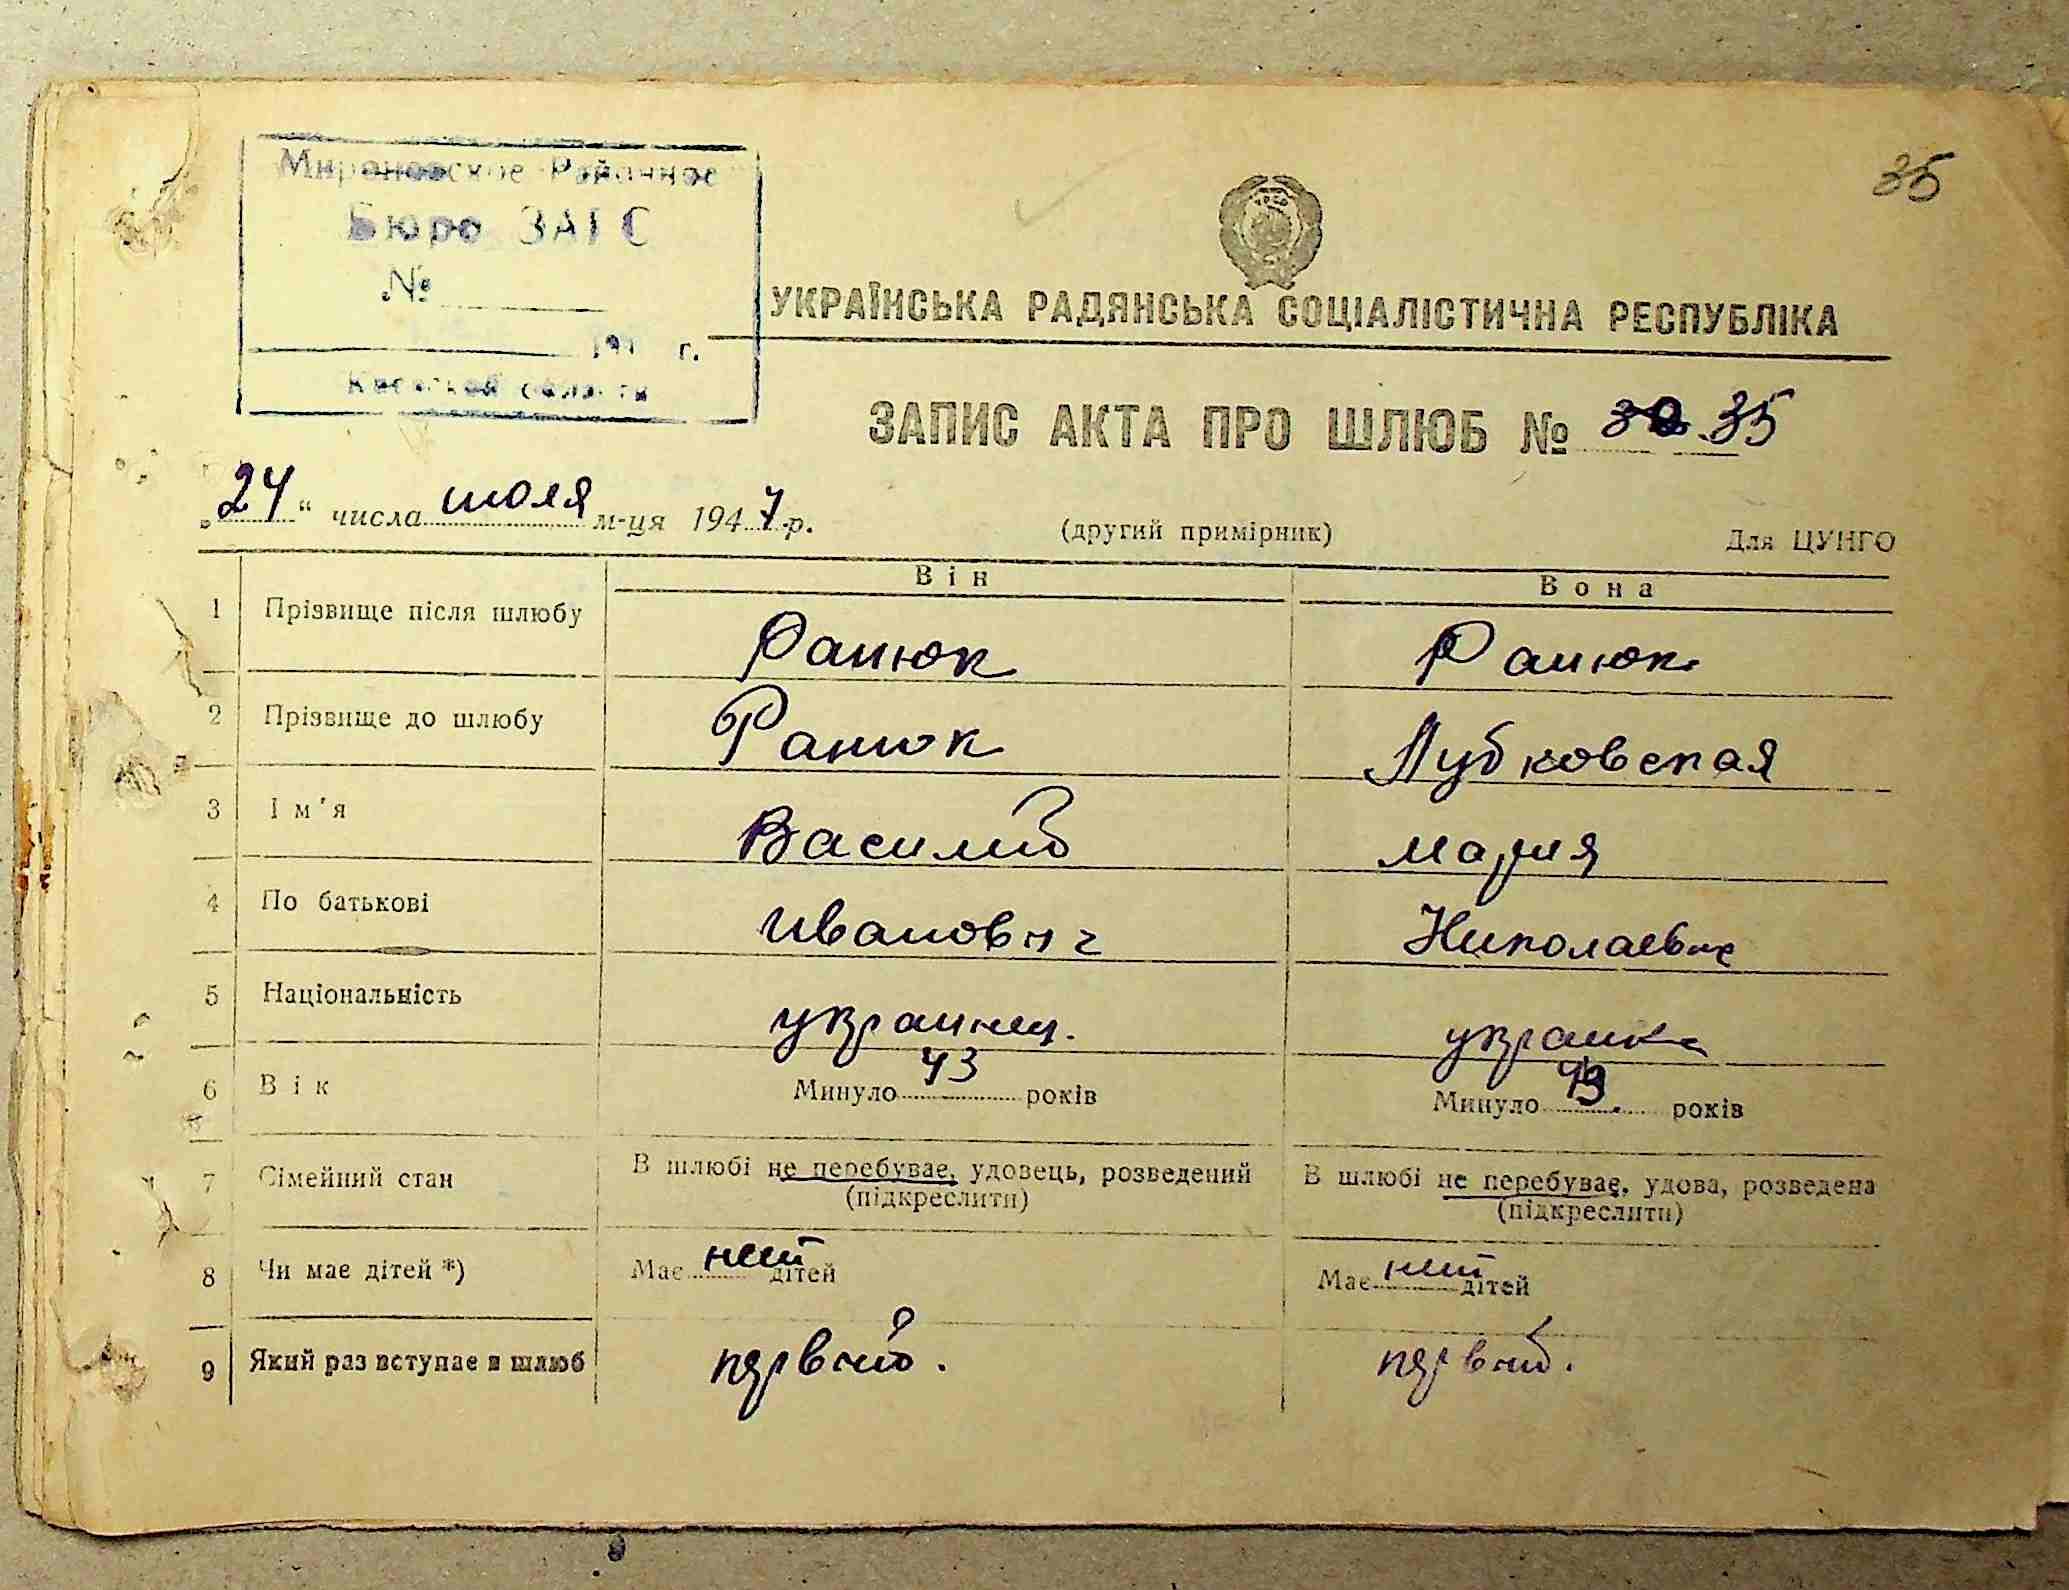 35
Мироновское Районное
Бюро ЗАГС
№
194 г.
Киевской области
УРСР
УКРАЇНСЬКА РАДЯНСЬКА СОЦІАЛІСТИЧНА РЕСПУБЛІКА
ЗАПИС АКТА ПРО ШЛЮБ № 35
„24“ числа июля м-ця 1947 р.
(другий примірник)
Для ЦУНГО
Він Вона
1 Прізвище після шлюбу Ранюк Ранюк
2 Прізвище до шлюбу Ранюк Лубковская
3 Ім'я Василий Мария
4 По батькові Иванович Николаевна
5 Національність украинец. украинка
6 Вік Минуло 43 років Минуло років
7 Сімейний стан В шлюбі не перебуває, удовець, розведений В шлюбі не перебуває, удова, розведена
(підкреслити) (підкреслити)
8 Чи має дітей *) Має нет дітей Має нет дітей
9 Який раз вступає в шлюб первый. первый.